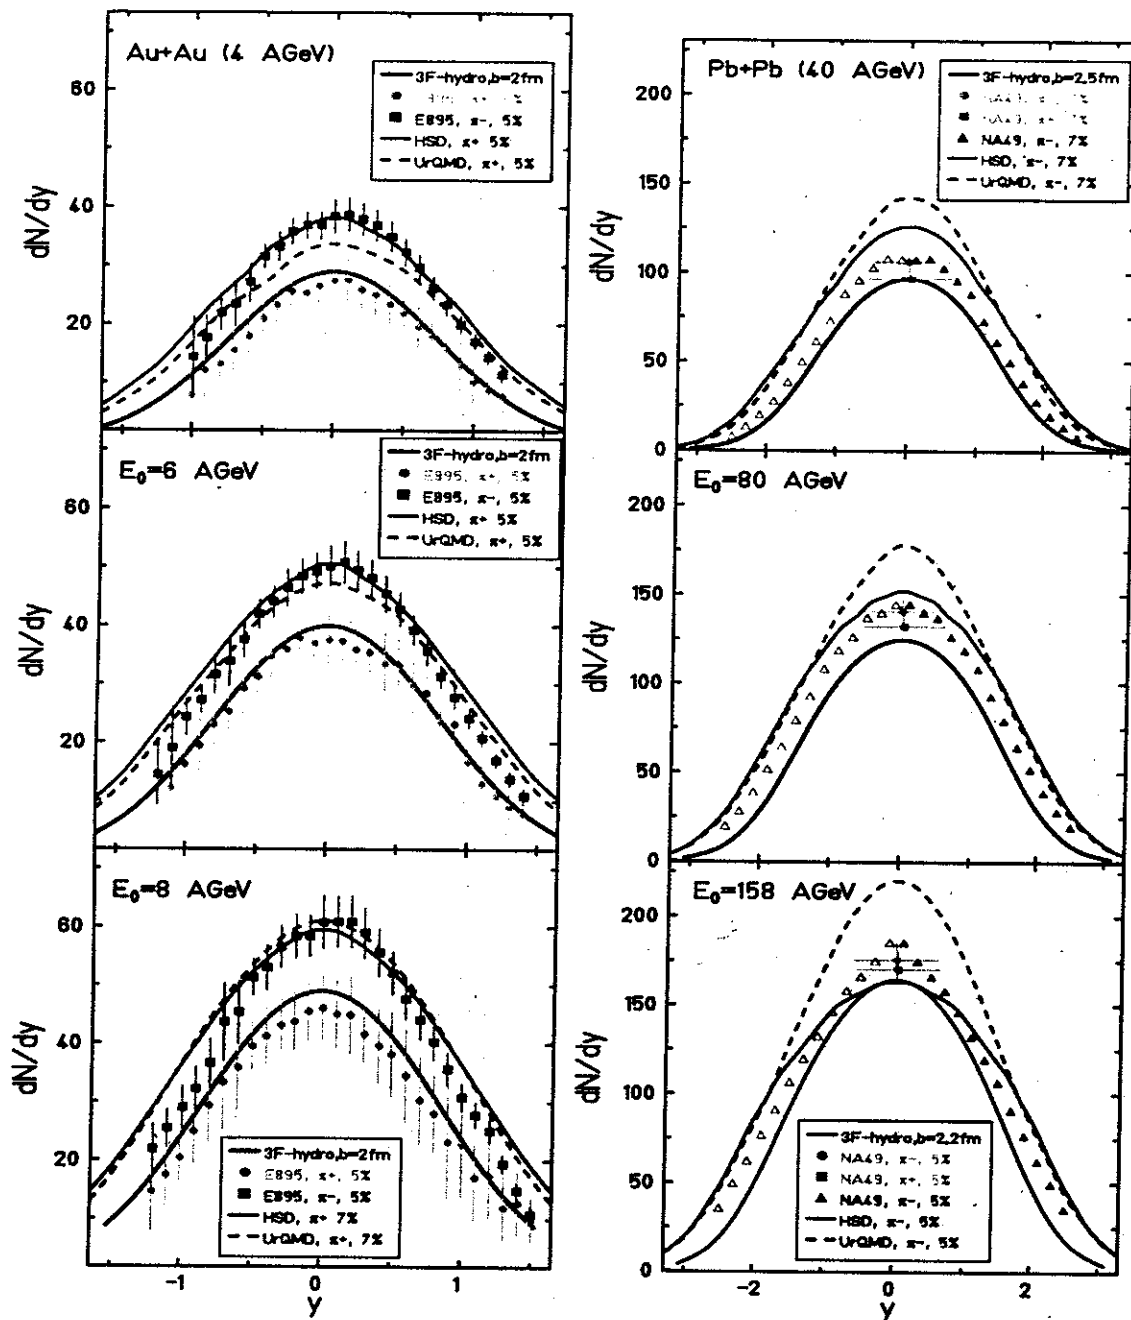 Au+Au (4 AGeV)
3F-hydro,b=2fm
E895, π-, 5%
HSD, π+ 5%
UrQMD, π+, 5%
60
40
20
dN/dy
E₀=6 AGeV
3F-hydro,b=2fm
E895, π+, 5%
E895, π-, 5%
HSD, π+ 5%
UrQMD, π+, 5%
60
40
20
dN/dy
E₀=8 AGeV
60
40
20
dN/dy
3F-hydro,b=2fm
E895, π+, 5%
E895, π-, 5%
HSD, π+ 7%
UrQMD, π+, 7%
-1 0 1
y
Pb+Pb (40 AGeV)
3F-hydro,b=2,5fm
NA49, π-, 7%
NA49, π+, 7%
NA49, π-, 7%
HSD, π-, 7%
UrQMD, π-, 7%
200
150
100
50
0
dN/dy
E₀=80 AGeV
200
150
100
50
0
dN/dy
E₀=158 AGeV
200
150
100
50
0
dN/dy
3F-hydro,b=2,2fm
NA49, π-, 5%
NA49, π+, 5%
NA49, π-, 5%
HSD, π-, 5%
UrQMD, π-, 5%
-2 0 2
y